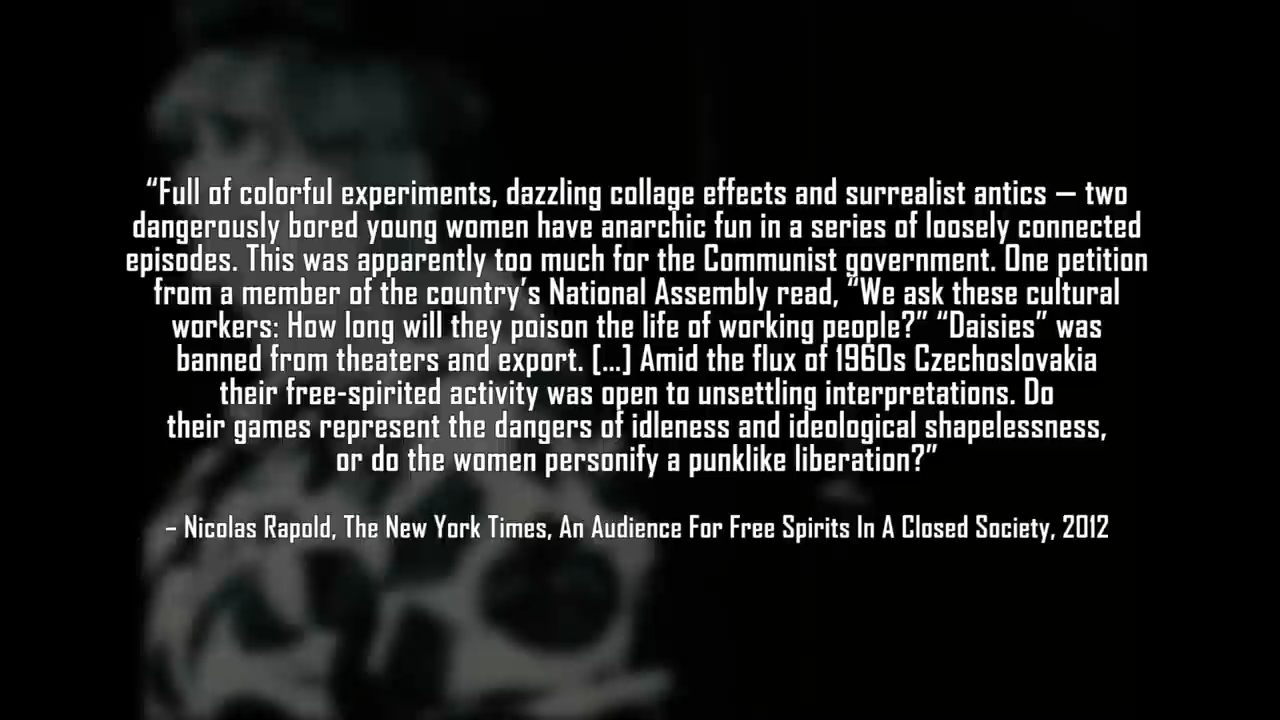 “Full of colorful experiments, dazzling collage effects and surrealist antics — two
dangerously bored young women have anarchic fun in a series of loosely connected
episodes. This was apparently too much for the Communist government. One petition
from a member of the country’s National Assembly read, “We ask these cultural
workers: How long will they poison the life of working people?” “Daisies” was
banned from theaters and export. [...] Amid the flux of 1960s Czechoslovakia
their free-spirited activity was open to unsettling interpretations. Do
their games represent the dangers of idleness and ideological shapelessness,
or do the women personify a punklike liberation?”
– Nicolas Rapold, The New York Times, An Audience For Free Spirits In A Closed Society, 2012